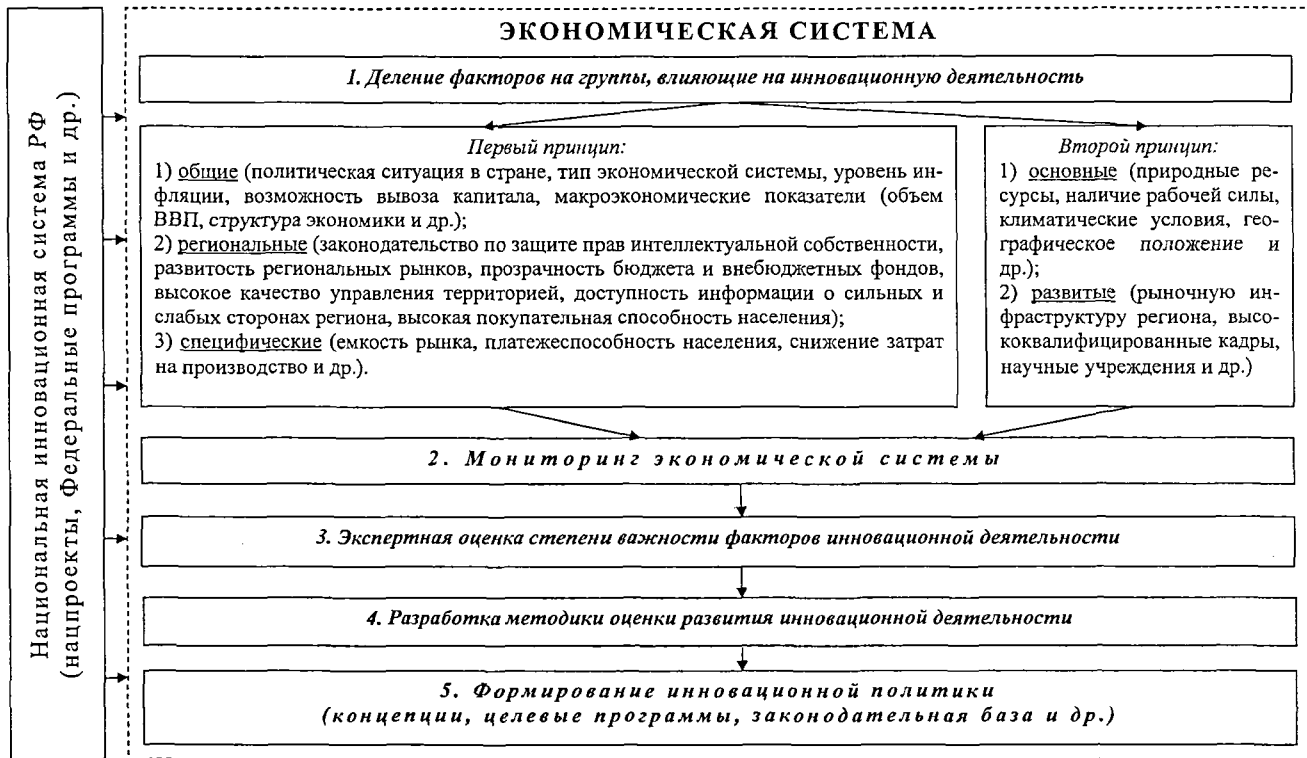 Национальная инновационная система РФ
(нацпроекты, Федеральные программы и др.)
ЭКОНОМИЧЕСКАЯ СИСТЕМА
1. Деление факторов на группы, влияющие на инновационную деятельность
Первый принцип:
1) общие (политическая ситуация в стране, тип экономической системы, уровень ин-
фляции, возможность вывоза капитала, макроэкономические показатели (объем
ВВП, структура экономики и др.);
2) региональные (законодательство по защите прав интеллектуальной собственности,
развитость региональных рынков, прозрачность бюджета и внебюджетных фондов,
высокое качество управления территорией, доступность информации о сильных и
слабых сторонах региона, высокая покупательная способность населения);
3) специфические (емкость рынка, платежеспособность населения, снижение затрат
на производство и др.).
Второй принцип:
1) основные (природные ре-
сурсы, наличие рабочей силы,
климатические условия, гео-
графическое положение и
др.);
2) развитые (рыночную ин-
фраструктуру региона, высо-
коквалифицированные кадры,
научные учреждения и др.)
2. Мониторинг экономической системы
3. Экспертная оценка степени важности факторов инновационной деятельности
4. Разработка методики оценки развития инновационной деятельности
5. Формирование инновационной политики
(концепции, целевые программы, законодательная база и др.)